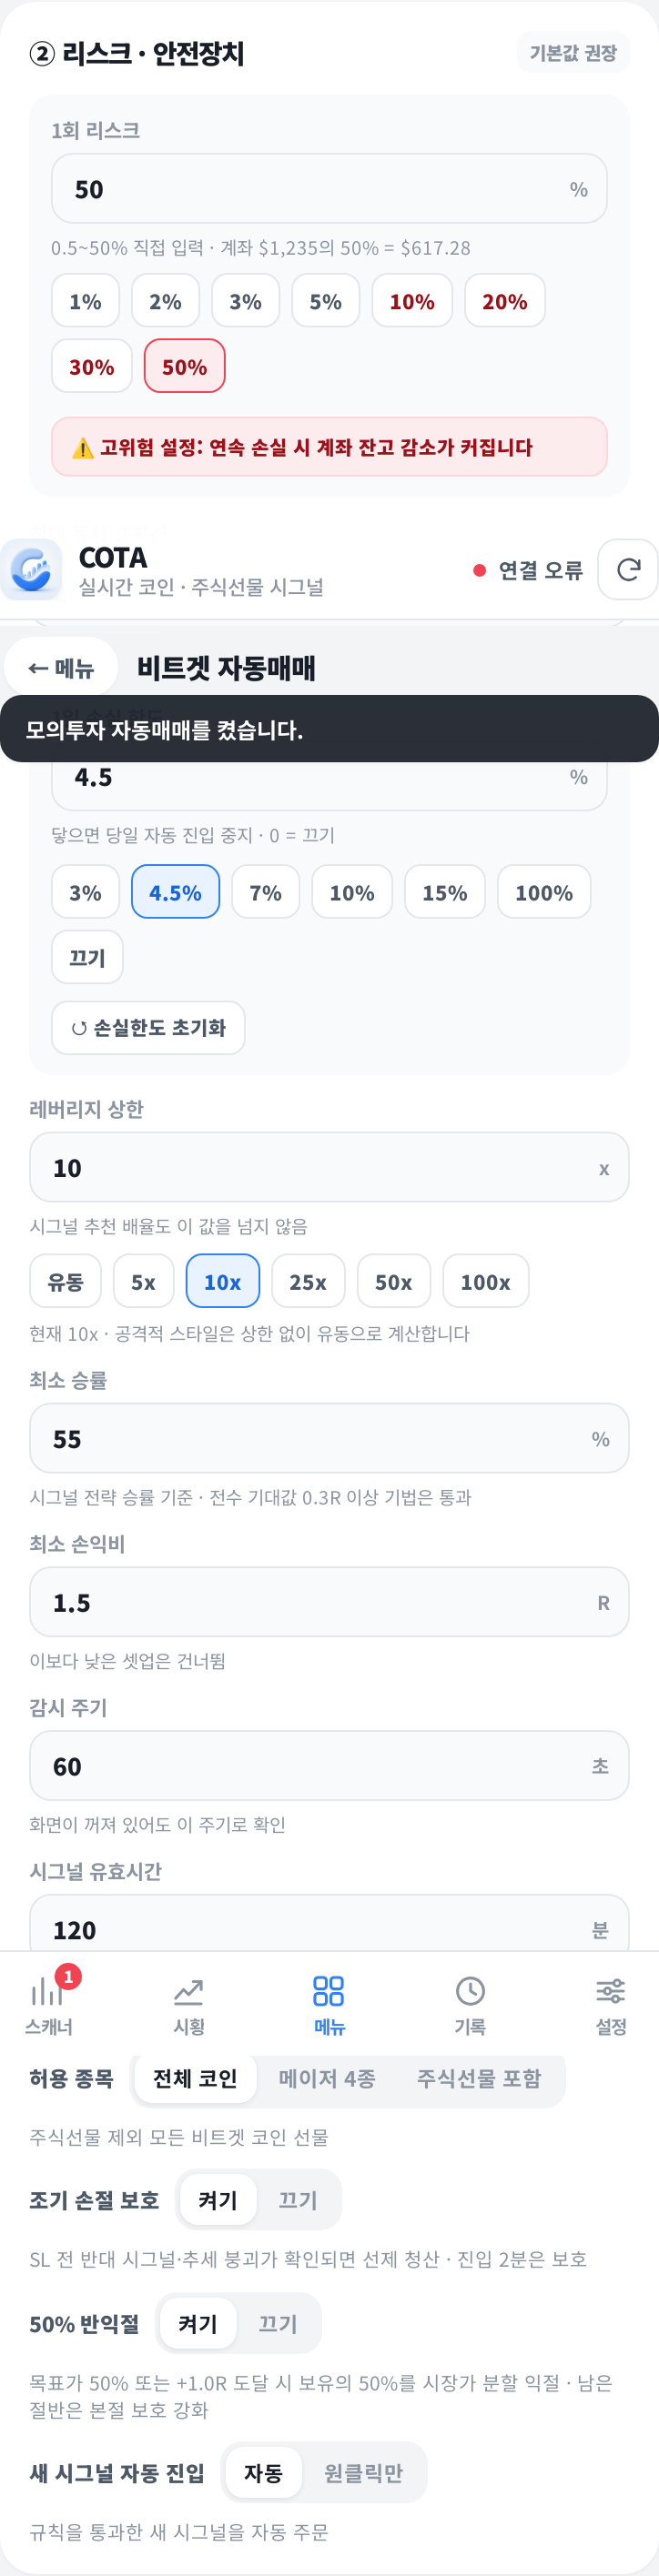 ② 리스크 · 안전장치
기본값 권장
1회 리스크
50 %
0.5~50% 직접 입력 · 계좌 $1,235의 50% = $617.28
1% 2% 3% 5% 10% 20%
30% 50%
⚠️ 고위험 설정: 연속 손실 시 계좌 잔고 감소가 커집니다
COTA
실시간 코인 · 주식선물 시그널
연결 오류
← 메뉴
비트겟 자동매매
모의투자 자동매매를 켰습니다.
4.5 %
닿으면 당일 자동 진입 중지 · 0 = 끄기
3% 4.5% 7% 10% 15% 100%
끄기
손실한도 초기화
레버리지 상한
10 x
시그널 추천 배율도 이 값을 넘지 않음
유동 5x 10x 25x 50x 100x
현재 10x · 공격적 스타일은 상한 없이 유동으로 계산합니다
최소 승률
55 %
시그널 전략 승률 기준 · 전수 기대값 0.3R 이상 기법은 통과
최소 손익비
1.5 R
이보다 낮은 셋업은 건너뜀
감시 주기
60 초
화면이 꺼져 있어도 이 주기로 확인
시그널 유효시간
120 분
1
스캐너 시황 메뉴 기록 설정
허용 종목 전체 코인 메이저 4종 주식선물 포함
주식선물 제외 모든 비트겟 코인 선물
조기 손절 보호 켜기 끄기
SL 전 반대 시그널·추세 붕괴가 확인되면 선제 청산 · 진입 2분은 보호
50% 반익절 켜기 끄기
목표가 50% 또는 +1.0R 도달 시 보유의 50%를 시장가 분할 익절 · 남은
절반은 본절 보호 강화
새 시그널 자동 진입 자동 원클릭만
규칙을 통과한 새 시그널을 자동 주문